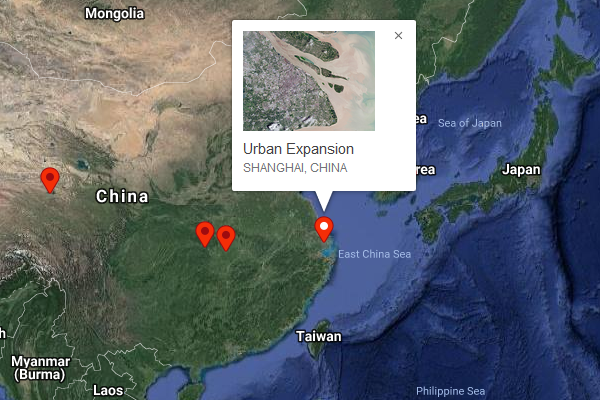 Mongolia
×
Urban Expansion
SHANGHAI, CHINA
ea
Sea of Japan
rea
Japan
China
East China Sea
Taiwan
h
Myanmar
(Burma)
Laos
Philippine Sea